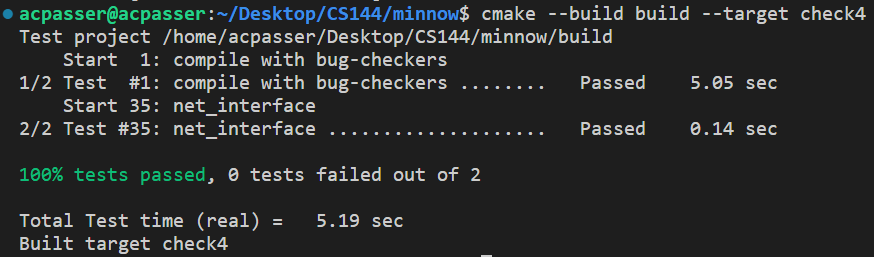 acpasser@acpasser:~/Desktop/CS144/minnow$ cmake --build build --target check4
Test project /home/acpasser/Desktop/CS144/minnow/build
    Start  1: compile with bug-checkers
1/2 Test  #1: compile with bug-checkers ........   Passed    5.05 sec
    Start 35: net_interface
2/2 Test #35: net_interface ....................   Passed    0.14 sec

100% tests passed, 0 tests failed out of 2

Total Test time (real) =   5.19 sec
Built target check4